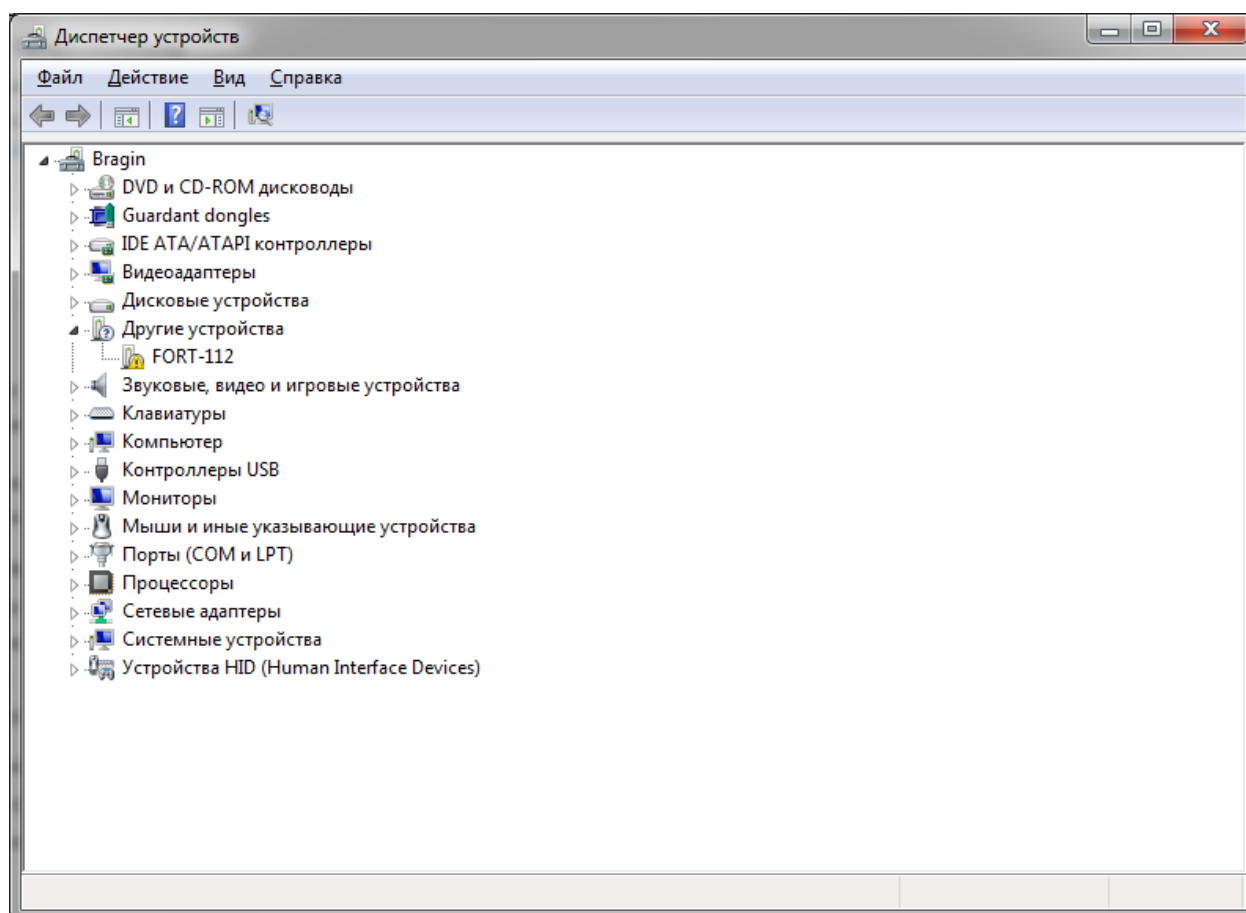 Диспетчер устройств
Файл Действие Вид Справка
Bragin
DVD и CD-ROM дисководы
Guardant dongles
IDE ATA/ATAPI контроллеры
Видеоадаптеры
Дисковые устройства
Другие устройства
FORT-112
Звуковые, видео и игровые устройства
Клавиатуры
Компьютер
Контроллеры USB
Мониторы
Мыши и иные указывающие устройства
Порты (COM и LPT)
Процессоры
Сетевые адаптеры
Системные устройства
Устройства HID (Human Interface Devices)